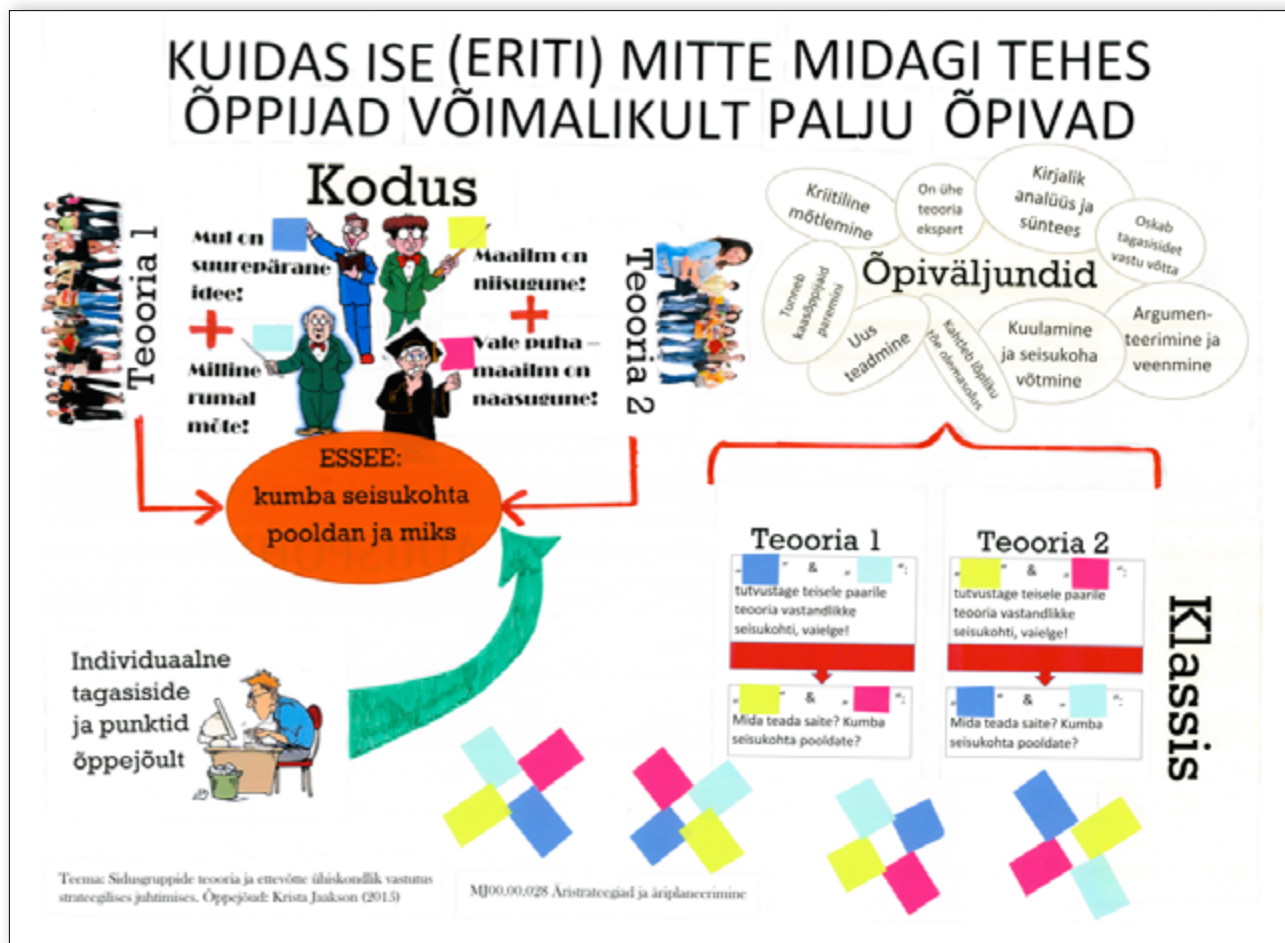 KUIDAS ISE (ERITI) MITTE MIDAGI TEHES
ÕPPIJAD VÕIMALIKULT PALJU ÕPIVAD
Kodus
Teooria 1
Mul on
suurepärane
idee!
+
Milline
rumal
mõte!
Maailm on
niisugune!
+
Vale puha –
maailm on
naasugune!
Teooria 2
ESSEE:
kumba seisukohta
pooldan ja miks
Individuaalne
tagasiside
ja punktid
õppejõult
Kriitiline
mõtlemine
On ühe
teooria
ekspert
Kirjalik
analüüs ja
süntees
Oskab
tagasisidet
vastu võtta
Õpiväljundid
Tunneb
kaasõppijaid
paremini
Uus
teadmine
Kahtleb lõpliku
tõe olemasolus
Kuulamine
ja seisukoha
võtmine
Argumen-
teerimine ja
veenmine
Klassis
Teooria 1
„ " & „ ":
tutvustage teisele paarile
teooria vastandlikke
seisukohti, vaielge!
„ " & „ ":
Mida teada saite? Kumba
seisukohta pooldate?
Teooria 2
„ " & „ ":
tutvustage teisele paarile
teooria vastandlikke
seisukohti, vaielge!
„ " & „ ":
Mida teada saite? Kumba
seisukohta pooldate?
Teema: Sidusgruppide teooria ja ettevõtte ühiskondlik vastutus
strateegilises juhtimises. Õppejõud: Krista Jaakson (2015)
MJ00.00.028 Äristrateegiad ja äriplaneerimine